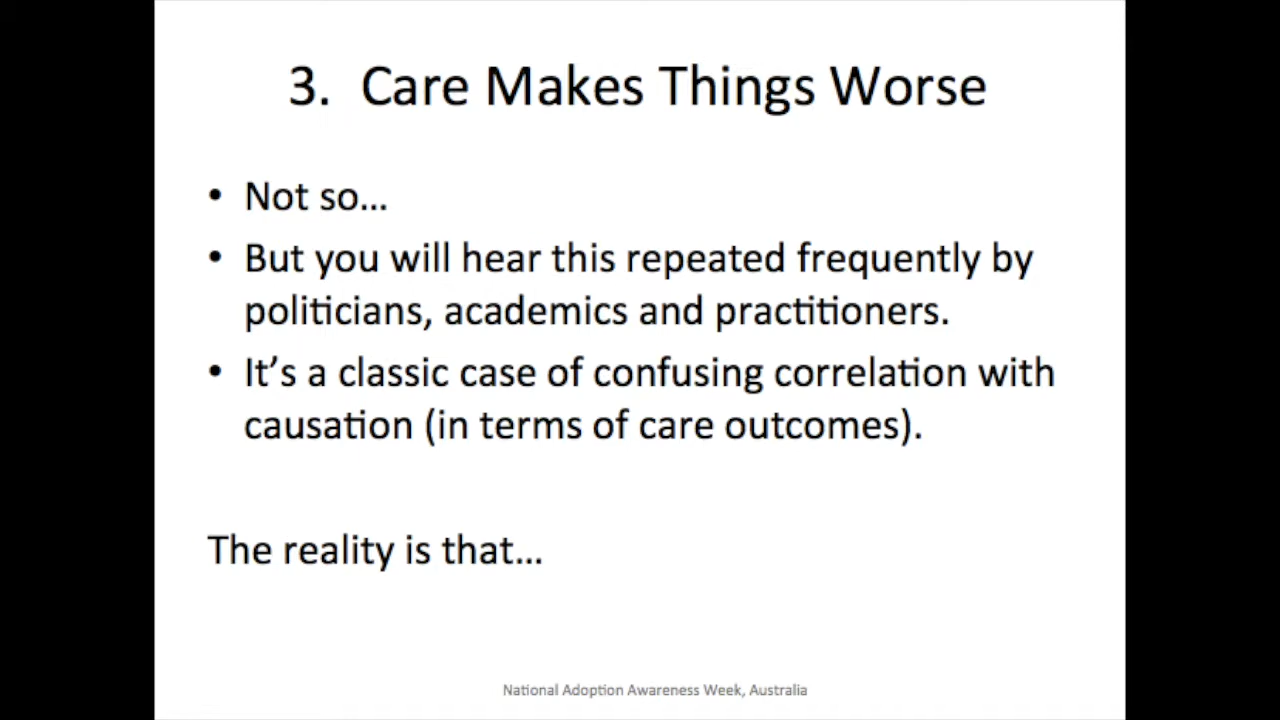 3. Care Makes Things Worse
• Not so...
• But you will hear this repeated frequently by
politicians, academics and practitioners.
• It’s a classic case of confusing correlation with
causation (in terms of care outcomes).
The reality is that...
National Adoption Awareness Week, Australia